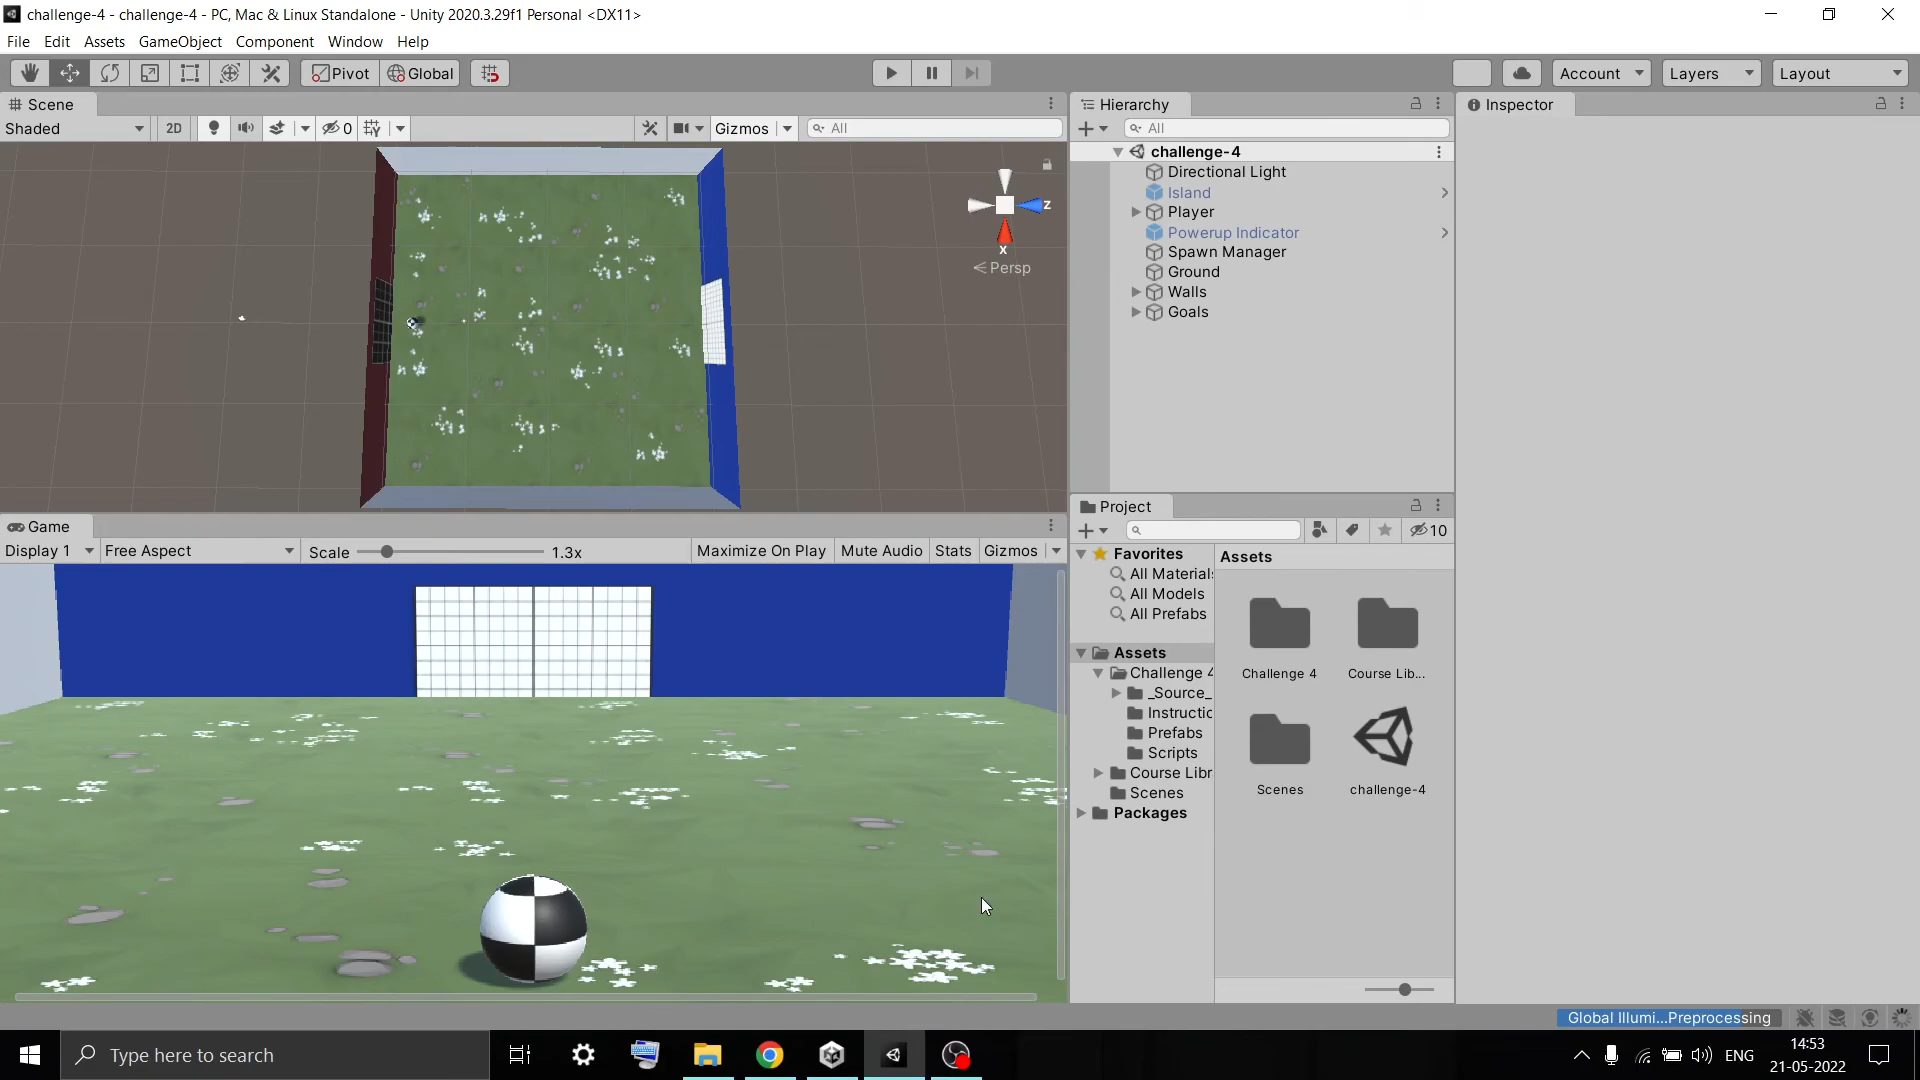 challenge-4 - challenge-4 - PC, Mac & Linux Standalone - Unity 2020.3.29f1 Personal <DX11>
File Edit Assets GameObject Component Window Help
Pivot Global Account Layers Layout
Scene
Shaded 2D 0 Gizmos All
z
x
Persp
Game
Display 1 Free Aspect Scale 1.3x Maximize On Play Mute Audio Stats Gizmos
Hierarchy
All
challenge-4
Directional Light
Island
Player
Powerup Indicator
Spawn Manager
Ground
Walls
Goals
Project
10
Favorites
All Material
All Models
All Prefabs
Assets
Challenge 4
_Source_
Instructic
Prefabs
Scripts
Course Libr
Scenes
Packages
Assets
Challenge 4 Course Lib...
Scenes challenge-4
Inspector
Global Illumi...Preprocessing
Type here to search
ENG
14:53
21-05-2022